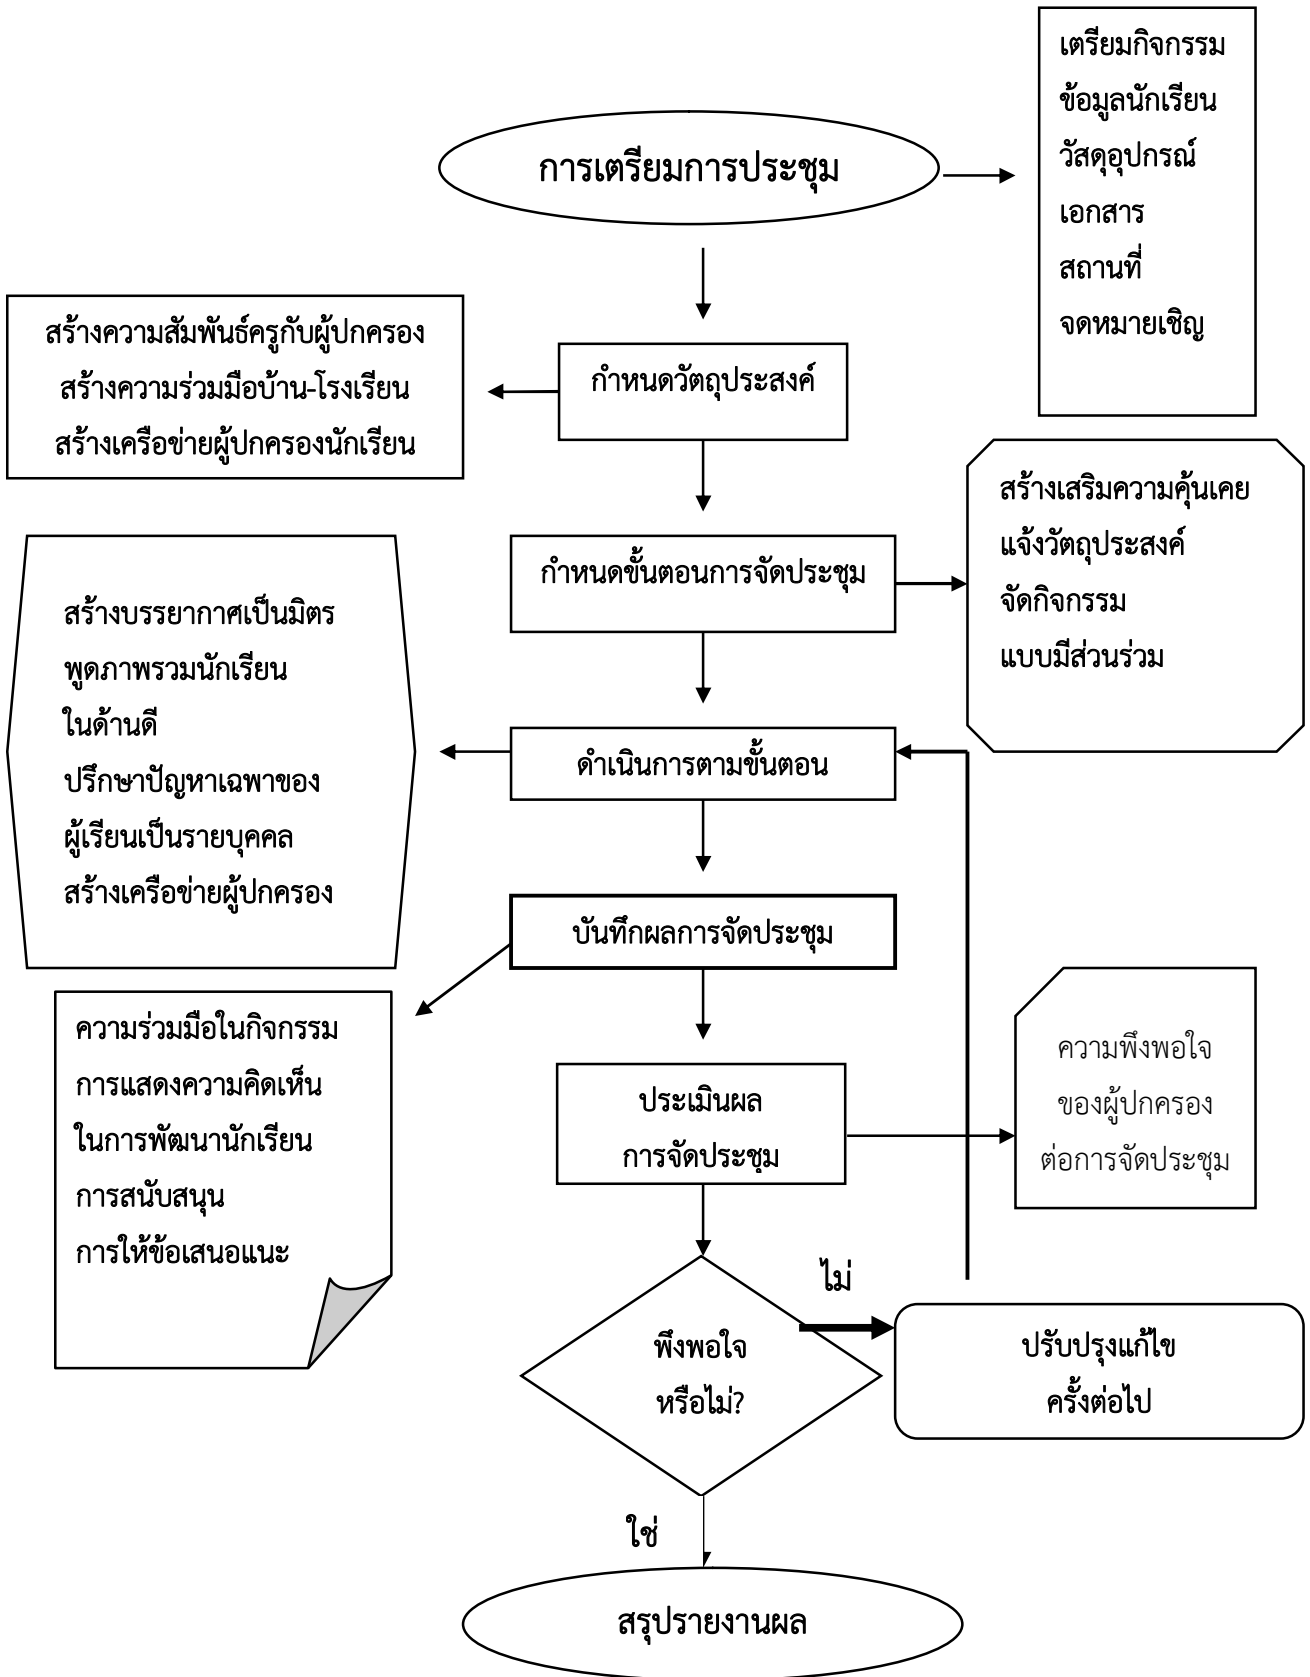 การเตรียมการประชุม
เตรียมกิจกรรม
ข้อมูลนักเรียน
วัสดุอุปกรณ์
เอกสาร
สถานที่
จดหมายเชิญ
กำหนดวัตถุประสงค์
สร้างความสัมพันธ์ครูกับผู้ปกครอง
สร้างความร่วมมือบ้าน-โรงเรียน
สร้างเครือข่ายผู้ปกครองนักเรียน
กำหนดขั้นตอนการจัดประชุม
สร้างเสริมความคุ้นเคย
แจ้งวัตถุประสงค์
จัดกิจกรรม
แบบมีส่วนร่วม
ดำเนินการตามขั้นตอน
สร้างบรรยากาศเป็นมิตร
พูดภาพรวมนักเรียน
ในด้านดี
ปรึกษาปัญหาเฉพาของ
ผู้เรียนเป็นรายบุคคล
สร้างเครือข่ายผู้ปกครอง
บันทึกผลการจัดประชุม
ความร่วมมือในกิจกรรม
การแสดงความคิดเห็น
ในการพัฒนานักเรียน
การสนับสนุน
การให้ข้อเสนอแนะ
ประเมินผล
การจัดประชุม
ความพึงพอใจ
ของผู้ปกครอง
ต่อการจัดประชุม
พึงพอใจ
หรือไม่?
ไม่
ปรับปรุงแก้ไข
ครั้งต่อไป
ใช่
สรุปรายงานผล